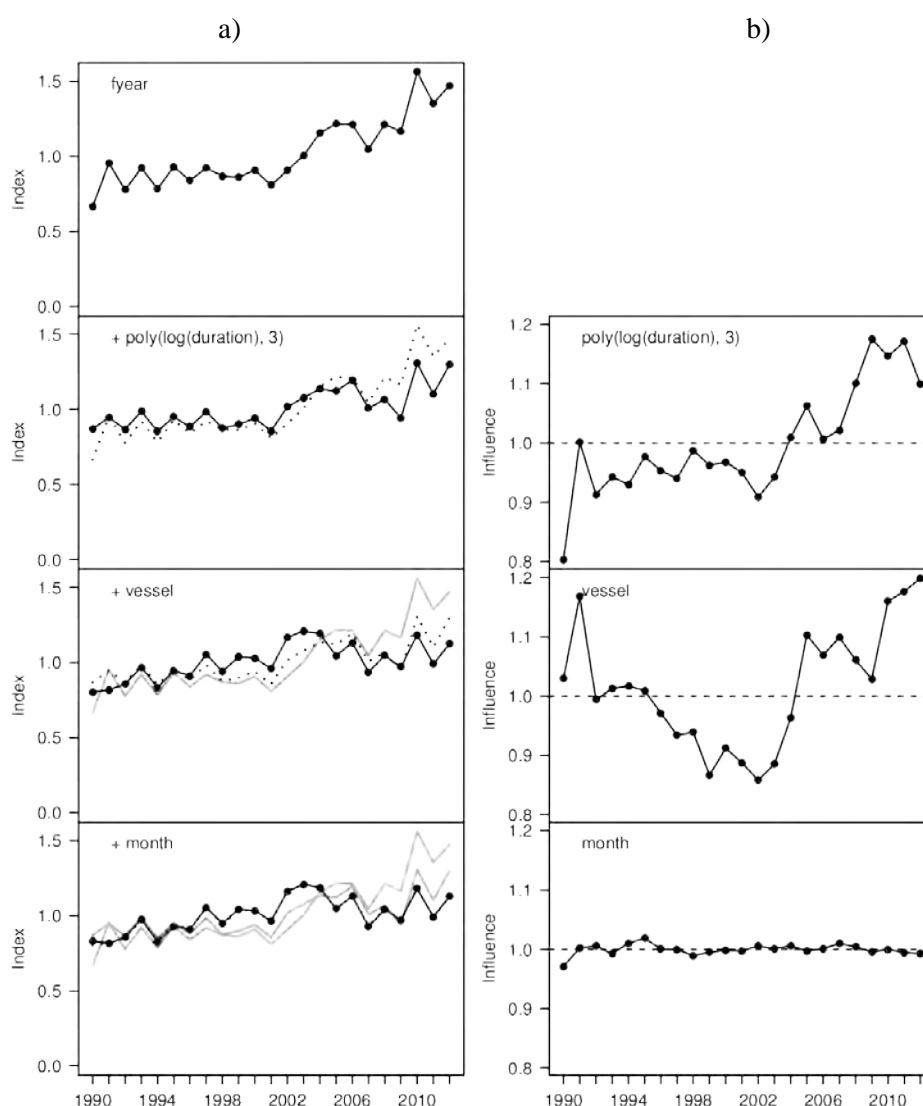 a)
b)
fyear
1.5
1.0
0.5
0.0
Index
+ poly(log(duration), 3)
1.5
1.0
0.5
0.0
Index
poly(log(duration), 3)
1.2
1.1
1.0
0.9
0.8
Influence
+ vessel
1.5
1.0
0.5
0.0
Index
vessel
1.2
1.1
1.0
0.9
0.8
Influence
+ month
1.5
1.0
0.5
0.0
Index
month
1.2
1.1
1.0
0.9
0.8
Influence
1990 1994 1998 2002 2006 2010
1990 1994 1998 2002 2006 2010